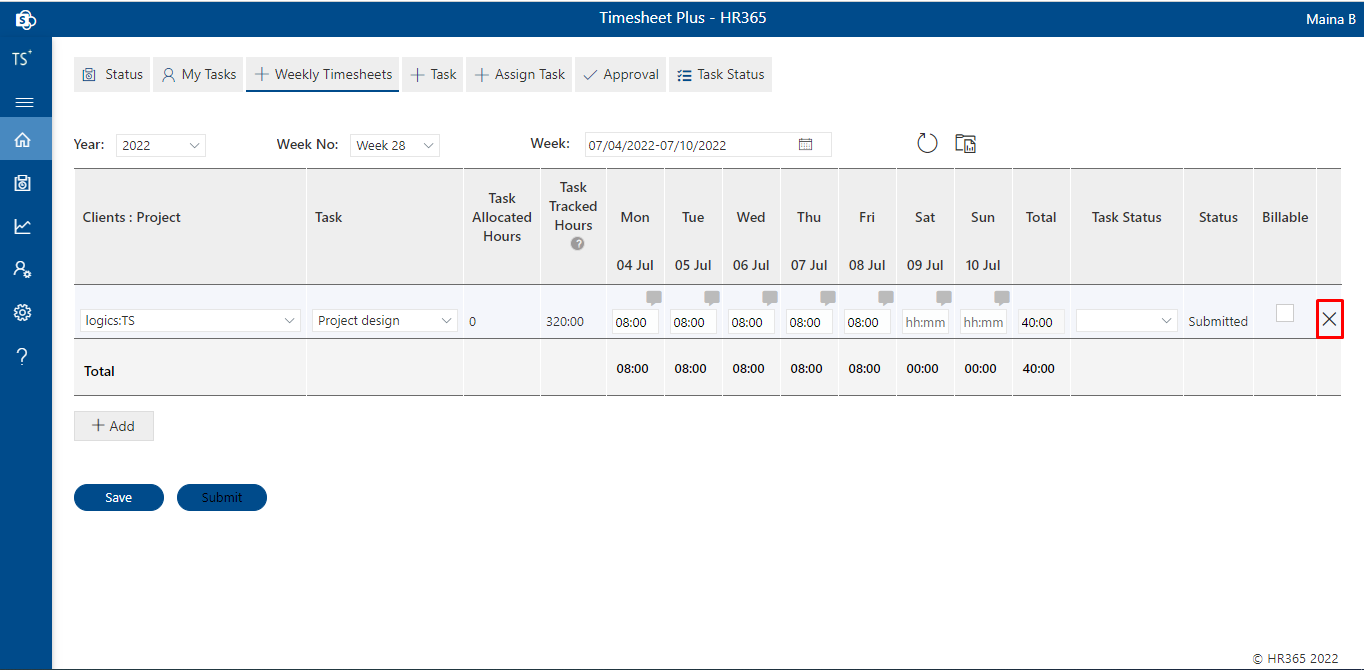 Timesheet Plus - HR365
Maina B
TS+
Status My Tasks Weekly Timesheets Task Assign Task Approval Task Status
Year: 2022 Week No: Week 28 Week: 07/04/2022-07/10/2022
Clients : Project
Task
Task
Allocated
Hours
Task
Tracked
Hours
?
Mon Tue Wed Thu Fri Sat Sun Total Task Status Status Billable
04 Jul 05 Jul 06 Jul 07 Jul 08 Jul 09 Jul 10 Jul
logics:TS Project design 0 320:00 08:00 08:00 08:00 08:00 08:00 hh:mm hh:mm 40:00 Submitted
Total 08:00 08:00 08:00 08:00 08:00 00:00 00:00 40:00
Add
Save Submit
© HR365 2022